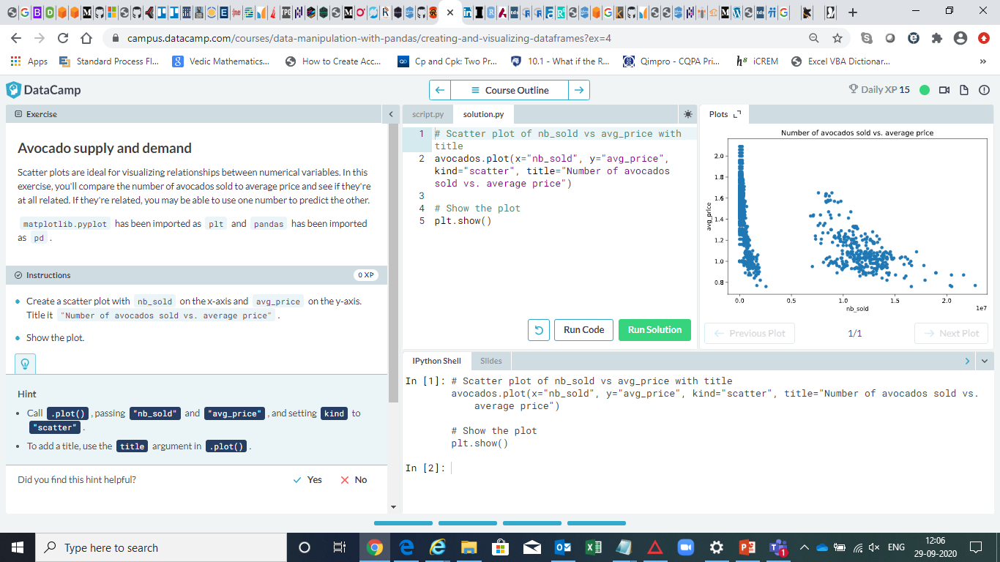 campus.datacamp.com/courses/data-manipulation-with-pandas/creating-and-visualizing-dataframes?ex=4
Apps
Standard Process Fl...
Vedic Mathematics...
How to Create Acc...
Cp and Cpk: Two Pr...
10.1 - What if the R...
Qimpro - CQPA Pri...
iCREM
Excel VBA Dictionar...
»
DataCamp
Course Outline
Daily XP 15
Exercise
Avocado supply and demand
Scatter plots are ideal for visualizing relationships between numerical variables. In this
exercise, you'll compare the number of avocados sold to average price and see if they're
at all related. If they're related, you may be able to use one number to predict the other.
matplotlib.pyplot has been imported as plt and pandas has been imported
as pd .
Instructions
0 XP
Create a scatter plot with nb_sold on the x-axis and avg_price on the y-axis.
Title it "Number of avocados sold vs. average price" .
Show the plot.
Hint
Call .plot() , passing "nb_sold" and "avg_price" , and setting kind to
"scatter" .
To add a title, use the title argument in .plot() .
Did you find this hint helpful?
Yes
No
script.py
solution.py
1 # Scatter plot of nb_sold vs avg_price with
title
2 avocados.plot(x="nb_sold", y="avg_price",
kind="scatter", title="Number of avocados
sold vs. average price")
3
4 # Show the plot
5 plt.show()
Run Code
Run Solution
Plots
Number of avocados sold vs. average price
avg_price
2.0
1.8
1.6
1.4
1.2
1.0
0.8
0.0 0.5 1.0 1.5 2.0
nb_sold
1e7
Previous Plot
1/1
Next Plot
IPython Shell
Slides
In [1]: # Scatter plot of nb_sold vs avg_price with title
avocados.plot(x="nb_sold", y="avg_price", kind="scatter", title="Number of avocados sold vs.
average price")
# Show the plot
plt.show()
In [2]:
Type here to search
ENG
12:06
29-09-2020